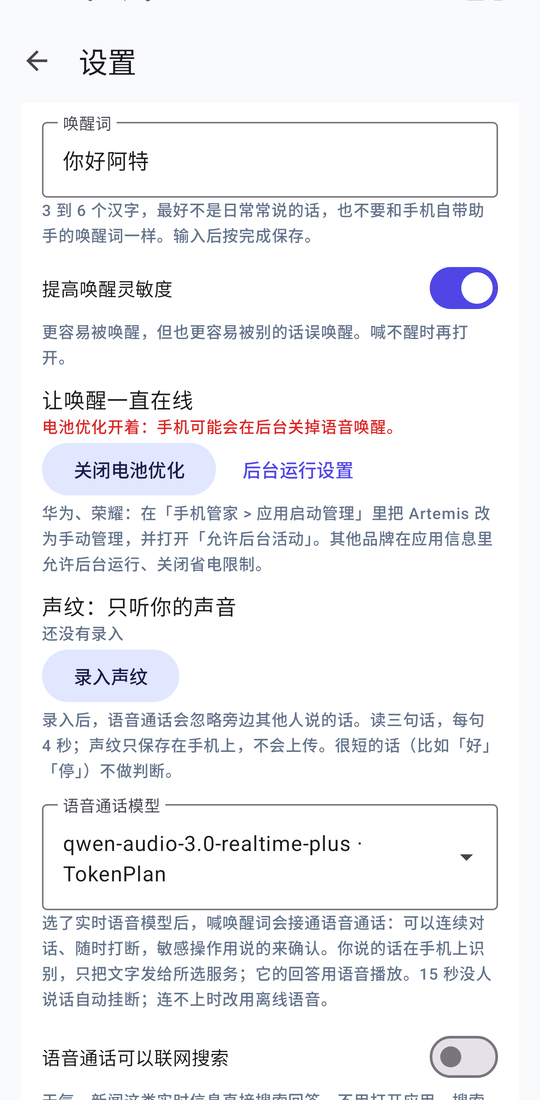 设置
唤醒词
你好阿特
3 到 6 个汉字，最好不是日常常说的话，也不要和手机自带助
手的唤醒词一样。输入后按完成保存。
提高唤醒灵敏度
更容易被唤醒，但也更容易被别的话误唤醒。喊不醒时再打
开。
让唤醒一直在线
电池优化开着：手机可能会在后台关掉语音唤醒。
关闭电池优化
后台运行设置
华为、荣耀：在「手机管家 > 应用启动管理」里把 Artemis 改
为手动管理，并打开「允许后台活动」。其他品牌在应用信息里
允许后台运行、关闭省电限制。
声纹：只听你的声音
还没有录入
录入声纹
录入后，语音通话会忽略旁边其他人说的话。读三句话，每句
4 秒；声纹只保存在手机上，不会上传。很短的话（比如「好」
「停」）不做判断。
语音通话模型
qwen-audio-3.0-realtime-plus ·
TokenPlan
选了实时语音模型后，喊唤醒词会接通语音通话：可以连续对
话、随时打断，敏感操作用说的来确认。你说的话在手机上识
别，只把文字发给所选服务；它的回答用语音播放。15 秒没人
说话自动挂断；连不上时改用离线语音。
语音通话可以联网搜索